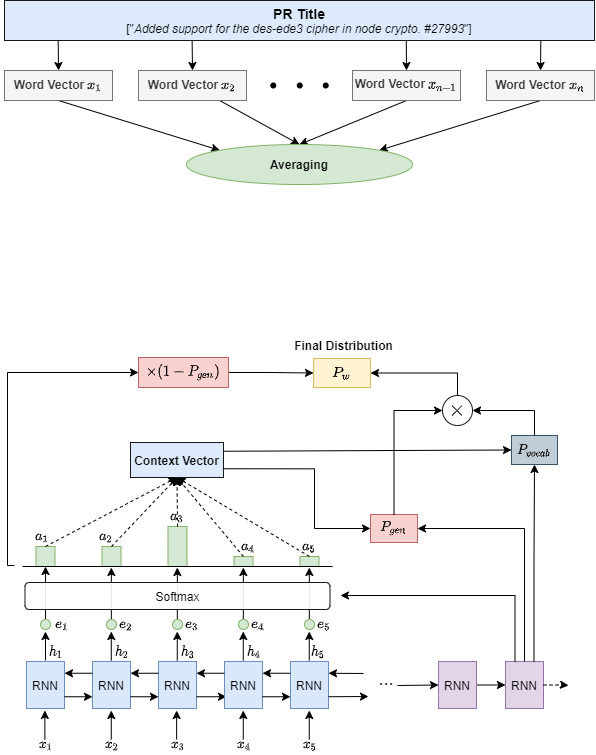 PR Title
["Added support for the des-ede3 cipher in node crypto. #27993"]
Word Vector x_1
Word Vector x_2
Word Vector x_{n-1}
Word Vector x_n
Averaging
Final Distribution
×(1 − P_{gen})
P_w
×
Context Vector
P_{vocab}
P_{gen}
a_1
a_2
a_3
a_4
a_5
Softmax
e_1
e_2
e_3
e_4
e_5
h_1
h_2
h_3
h_4
h_5
RNN
RNN
RNN
RNN
RNN
...
RNN
RNN
x_1
x_2
x_3
x_4
x_5